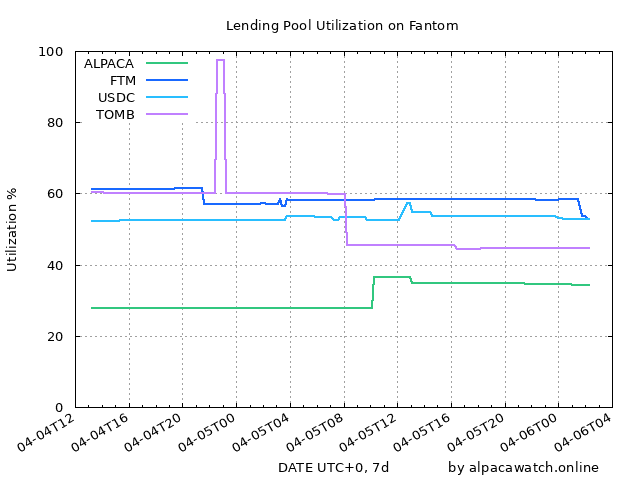 Lending Pool Utilization on Fantom
100
80
60
40
20
0
Utilization %
ALPACA
FTM
USDC
TOMB
04-04T12
04-04T16
04-04T20
04-05T00
04-05T04
04-05T08
04-05T12
04-05T16
04-05T20
04-06T00
04-06T04
DATE UTC+0, 7d
by alpacawatch.online